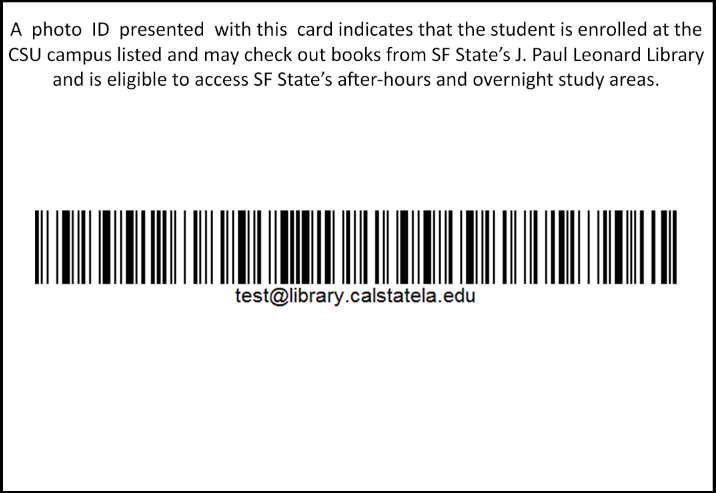 A photo ID presented with this card indicates that the student is enrolled at the
CSU campus listed and may check out books from SF State’s J. Paul Leonard Library
and is eligible to access SF State’s after-hours and overnight study areas.
test@library.calstatela.edu